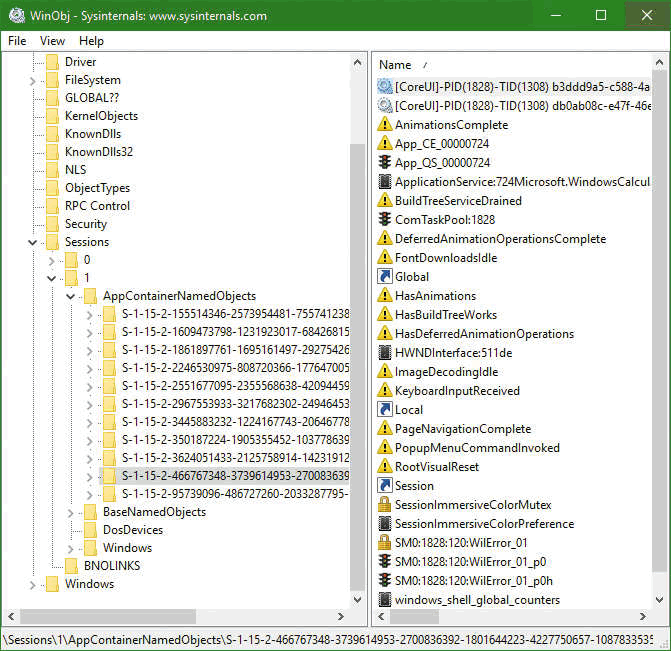 WinObj - Sysinternals: www.sysinternals.com
File View Help
Driver
FileSystem
GLOBAL??
KernelObjects
KnownDlls
KnownDlls32
NLS
ObjectTypes
RPC Control
Security
Sessions
0
1
AppContainerNamedObjects
S-1-15-2-155514346-2573954481-755741238
S-1-15-2-1609473798-1231923017-68426815
S-1-15-2-1861897761-1695161497-29275426
S-1-15-2-2246530975-808720366-177647005
S-1-15-2-2551677095-2355568638-42094459
S-1-15-2-2967553933-3217682302-24946453
S-1-15-2-3445883232-1224167743-20646778
S-1-15-2-350187224-1905355452-103778639
S-1-15-2-3624051433-2125758914-14231912
S-1-15-2-466767348-3739614953-270083639
S-1-15-2-95739096-486727260-2033287795-
BaseNamedObjects
DosDevices
Windows
BNOLINKS
Windows
Name
[CoreUI]-PID(1828)-TID(1308) b3ddd9a5-c588-4a
[CoreUI]-PID(1828)-TID(1308) db0ab08c-e47f-46e
AnimationsComplete
App_CE_00000724
App_QS_00000724
ApplicationService:724Microsoft.WindowsCalcul
BuildTreeServiceDrained
ComTaskPool:1828
DeferredAnimationOperationsComplete
FontDownloadsIdle
Global
HasAnimations
HasBuildTreeWorks
HasDeferredAnimationOperations
HWNDInterface:511de
ImageDecodingIdle
KeyboardInputReceived
Local
PageNavigationComplete
PopupMenuCommandInvoked
RootVisualReset
Session
SessionImmersiveColorMutex
SessionImmersiveColorPreference
SM0:1828:120:WilError_01
SM0:1828:120:WilError_01_p0
SM0:1828:120:WilError_01_p0h
windows_shell_global_counters
\Sessions\1\AppContainerNamedObjects\S-1-15-2-466767348-3739614953-2700836392-1801644223-4227750657-1087833535